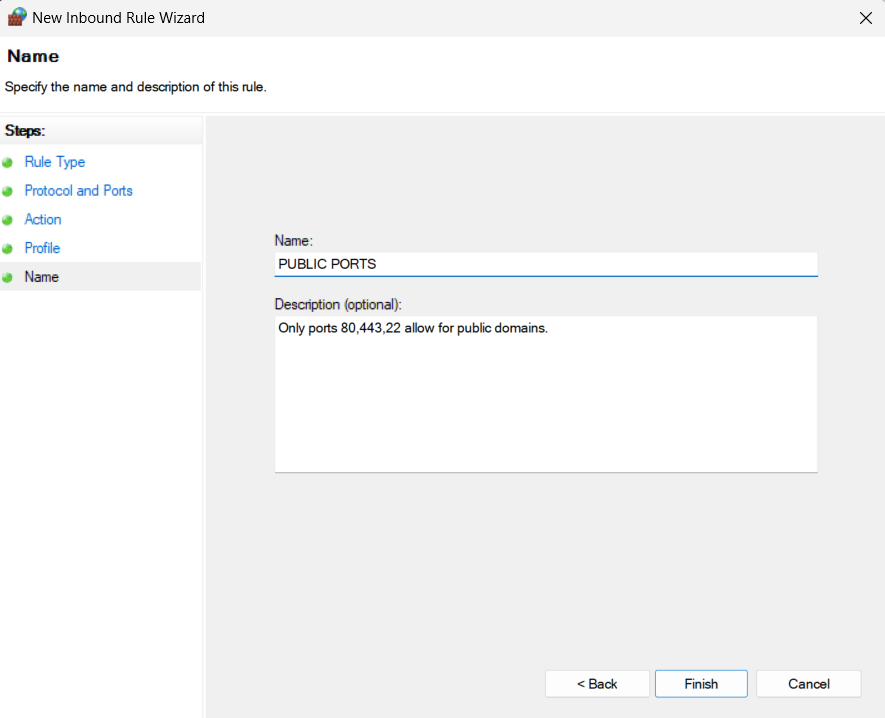 New Inbound Rule Wizard
Name
Specify the name and description of this rule.
Steps:
Rule Type
Protocol and Ports
Action
Profile
Name
Name:
PUBLIC PORTS
Description (optional):
Only ports 80,443,22 allow for public domains.
< Back
Finish
Cancel